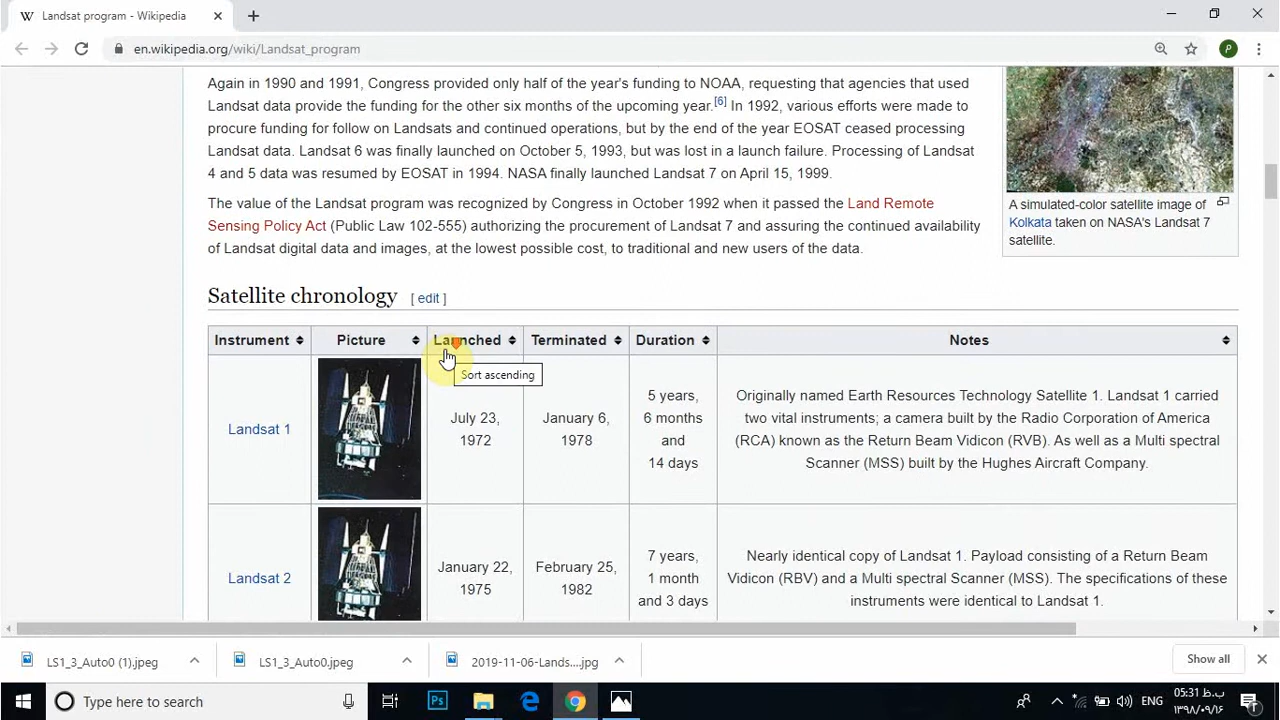 Landsat program - Wikipedia
en.wikipedia.org/wiki/Landsat_program
P
Again in 1990 and 1991, Congress provided only half of the year's funding to NOAA, requesting that agencies that used
Landsat data provide the funding for the other six months of the upcoming year.[6] In 1992, various efforts were made to
procure funding for follow on Landsats and continued operations, but by the end of the year EOSAT ceased processing
Landsat data. Landsat 6 was finally launched on October 5, 1993, but was lost in a launch failure. Processing of Landsat
4 and 5 data was resumed by EOSAT in 1994. NASA finally launched Landsat 7 on April 15, 1999.
The value of the Landsat program was recognized by Congress in October 1992 when it passed the Land Remote
Sensing Policy Act (Public Law 102-555) authorizing the procurement of Landsat 7 and assuring the continued availability
of Landsat digital data and images, at the lowest possible cost, to traditional and new users of the data.
A simulated-color satellite image of
Kolkata taken on NASA's Landsat 7
satellite.
Satellite chronology [ edit ]
Instrument Picture Launched Terminated Duration Notes
Sort ascending
Landsat 1
July 23,
1972
January 6,
1978
5 years,
6 months
and
14 days
Originally named Earth Resources Technology Satellite 1. Landsat 1 carried
two vital instruments; a camera built by the Radio Corporation of America
(RCA) known as the Return Beam Vidicon (RVB). As well as a Multi spectral
Scanner (MSS) built by the Hughes Aircraft Company.
Landsat 2
January 22,
1975
February 25,
1982
7 years,
1 month
and 3 days
Nearly identical copy of Landsat 1. Payload consisting of a Return Beam
Vidicon (RBV) and a Multi spectral Scanner (MSS). The specifications of these
instruments were identical to Landsat 1.
LS1_3_Auto0 (1).jpeg
LS1_3_Auto0.jpeg
2019-11-06-Lands....jpg
Show all
Type here to search
Ps
ENG
05:31 ب.ظ
۱۳۹۸/۰۹/۱۶